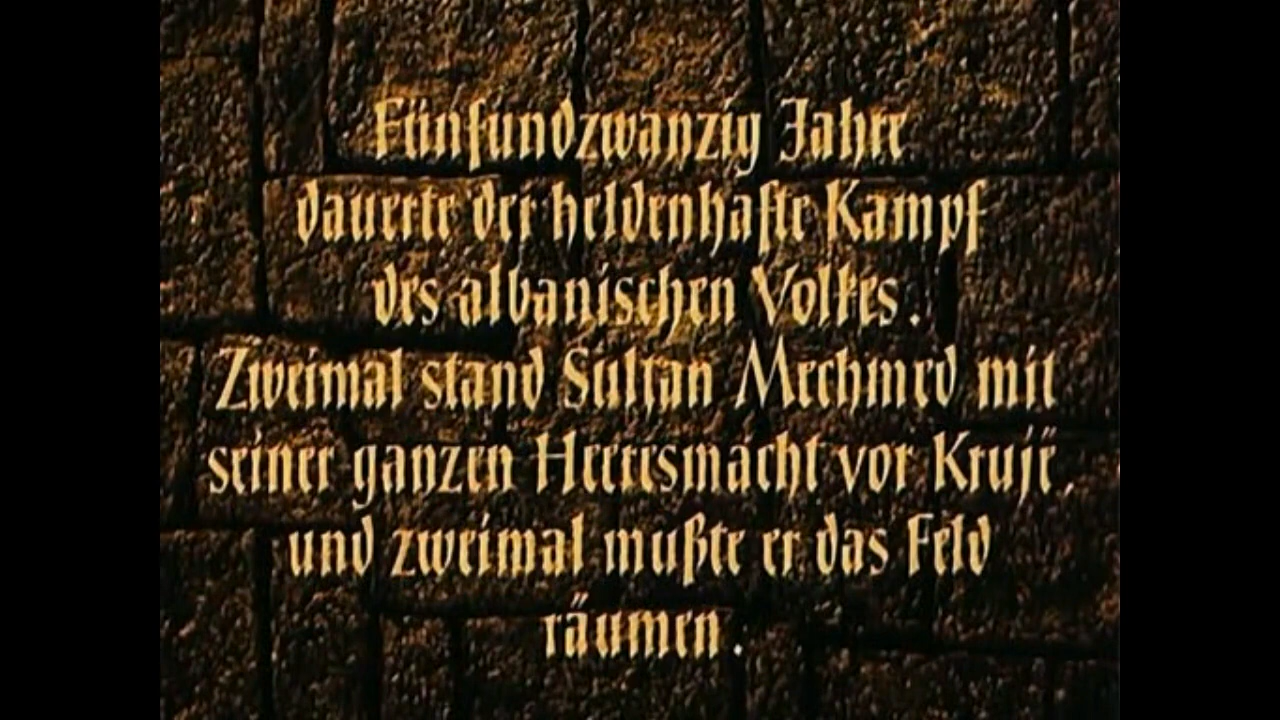 Fünfundzwanzig Jahre
dauerte der heldenhafte Kampf
des albanischen Volkes.
Zweimal stand Sultan Mechmed mit
seiner ganzen Heeresmacht vor Krujë,
und zweimal mußte er das Feld
räumen.